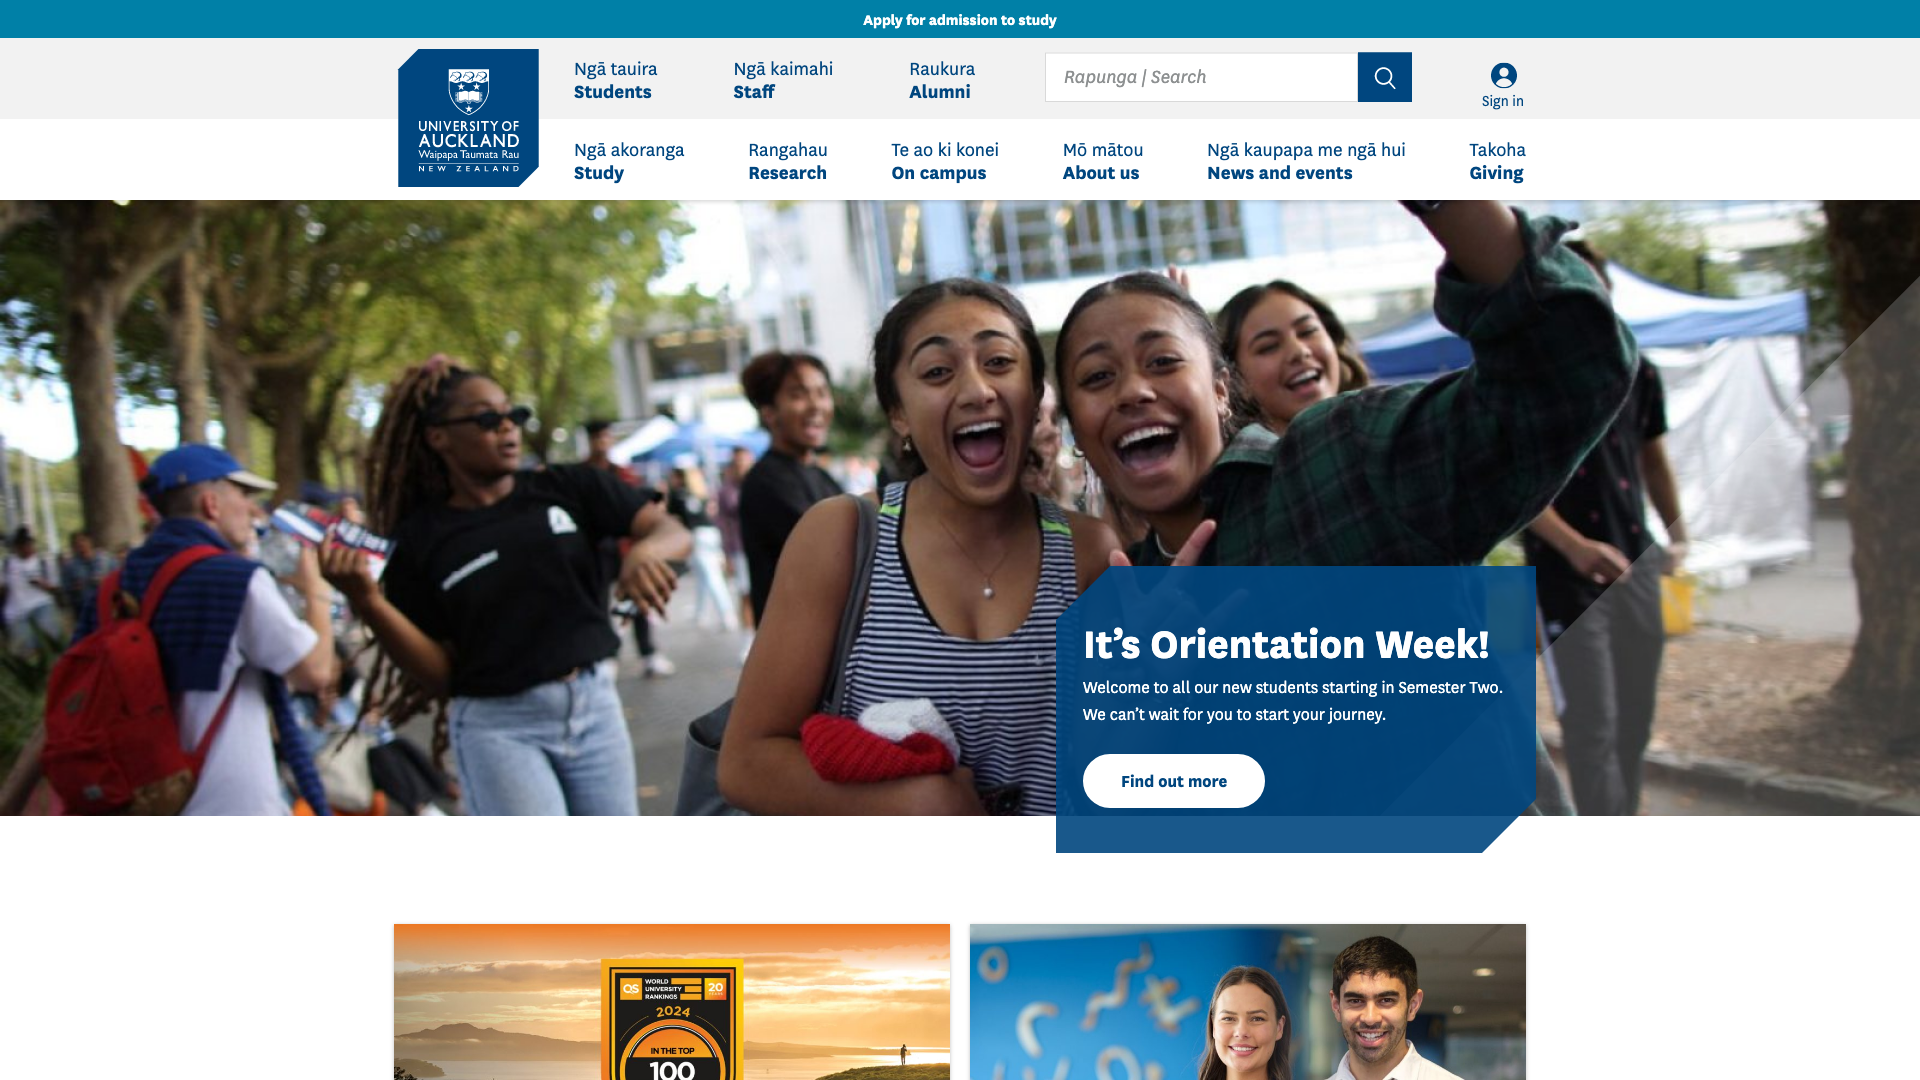 Apply for admission to study
UNIVERSITY OF
AUCKLAND
Waipapa Taumata Rau
NEW ZEALAND
Ngā tauira
Students
Ngā kaimahi
Staff
Raukura
Alumni
Rapunga | Search
Sign in
Ngā akoranga
Study
Rangahau
Research
Te ao ki konei
On campus
Mō mātou
About us
Ngā kaupapa me ngā hui
News and events
Takoha
Giving
It’s Orientation Week!
Welcome to all our new students starting in Semester Two.
We can’t wait for you to start your journey.
Find out more
QS
WORLD
UNIVERSITY
RANKINGS
20
2024
IN THE TOP
100